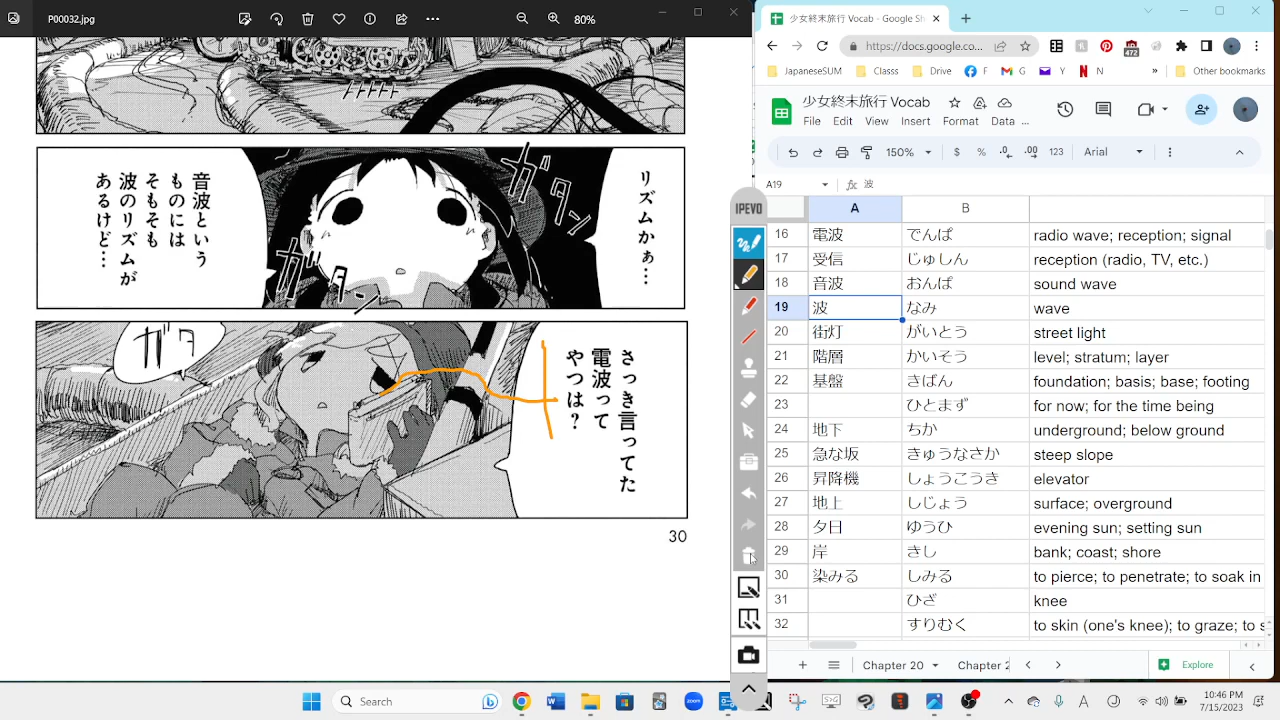 P00032.jpg
80%
ガタン
リズムかぁ…
ガタン
音波という
ものには
そもそも
波のリズムが
あるけど…
さっき言ってた
電波って
やつは?
ガタ
30
少女終末旅行 Vocab - Google Sh
https://docs.google.co...
JapaneseSUM
Class
Drive
G
N
»
Other bookmarks
少女終末旅行 Vocab
File Edit View Insert Format Data ...
150%
$ % .0 .00 123 Aria...
A19
fx 波
IPEVO
A B
16 電波 でんぱ radio wave; reception; signal
17 受信 じゅしん reception (radio, TV, etc.)
18 音波 おんぱ sound wave
19 波 なみ wave
20 街灯 がいとう street light
21 階層 かいそう level; stratum; layer
22 基盤 きばん foundation; basis; base; footing
23 ひとまず for now; for the time being
24 地下 ちか underground; below ground
25 急な坂 きゅうなさか steep slope
26 昇降機 しょうこうき elevator
27 地上 しじょう surface; overground
28 夕日 ゆうひ evening sun; setting sun
29 岸 きし bank; coast; shore
30 染みる しみる to pierce; to penetrate; to soak in
31 ひざ knee
32 すりむく to skin (one's knee); to graze; to s
Chapter 20
Chapter 2
Explore
Search
zoom
10:46 PM
7/15/2023